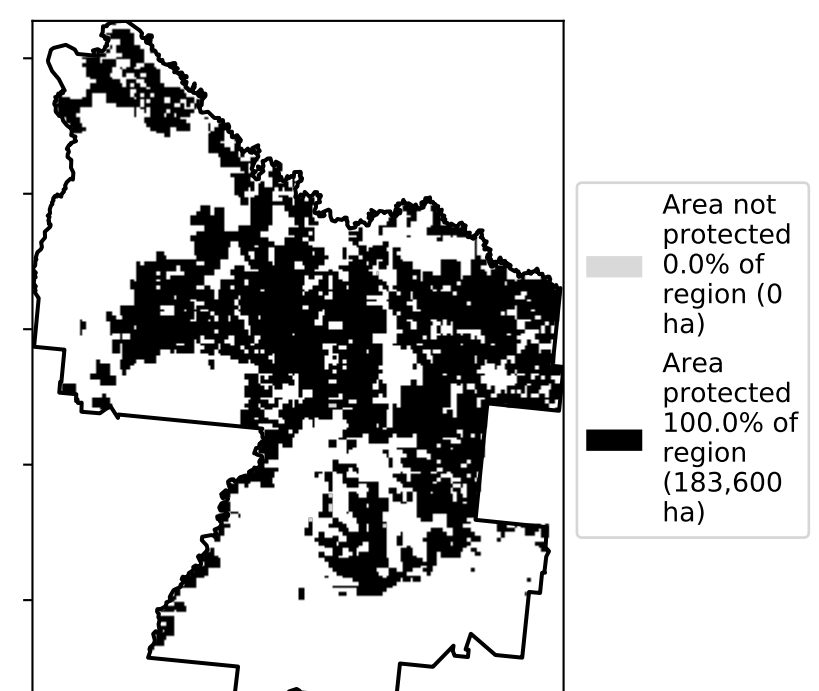 Area not
protected
0.0% of
region (0
ha)
Area
protected
100.0% of
region
(183,600
ha)